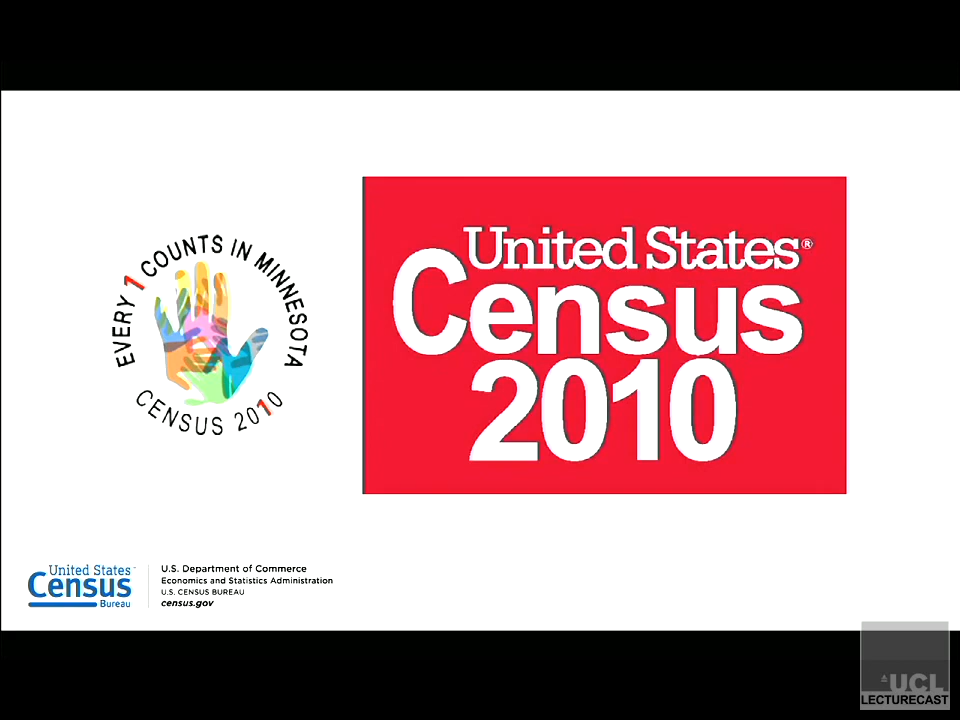 EVERY 1 COUNTS IN MINNESOTA
CENSUS 2010
United States®
Census
2010
United States™
Census
Bureau
U.S. Department of Commerce
Economics and Statistics Administration
U.S. CENSUS BUREAU
census.gov
UCL
LECTURECAST